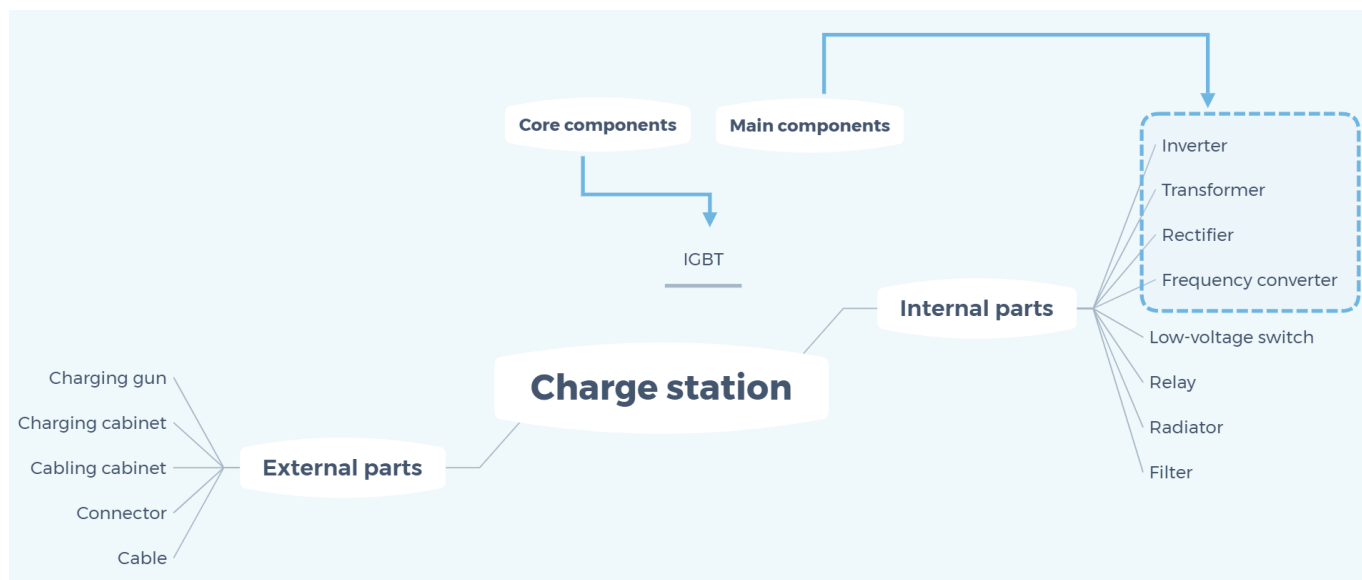 Core components
Main components
IGBT
Inverter
Transformer
Rectifier
Frequency converter
Internal parts
Low-voltage switch
Relay
Radiator
Filter
Charge station
External parts
Charging gun
Charging cabinet
Cabling cabinet
Connector
Cable